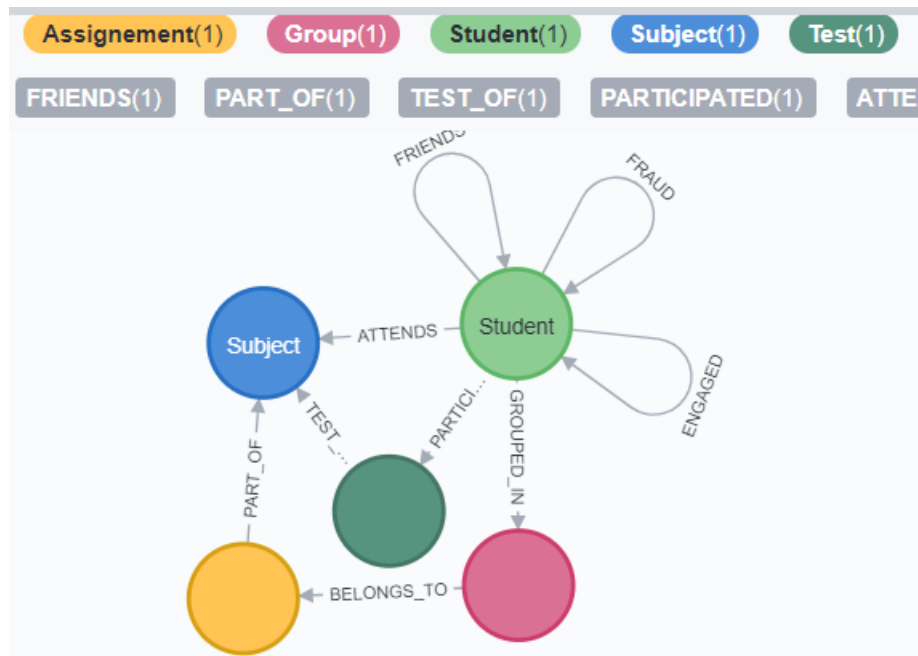 Assignement(1) Group(1) Student(1) Subject(1) Test(1)
FRIENDS(1) PART_OF(1) TEST_OF(1) PARTICIPATED(1) ATTE
FRIENDS
FRAUD
Subject
ATTENDS
Student
ENGAGED
TEST_...
PARTICI...
GROUPED_IN
PART_OF
BELONGS_TO